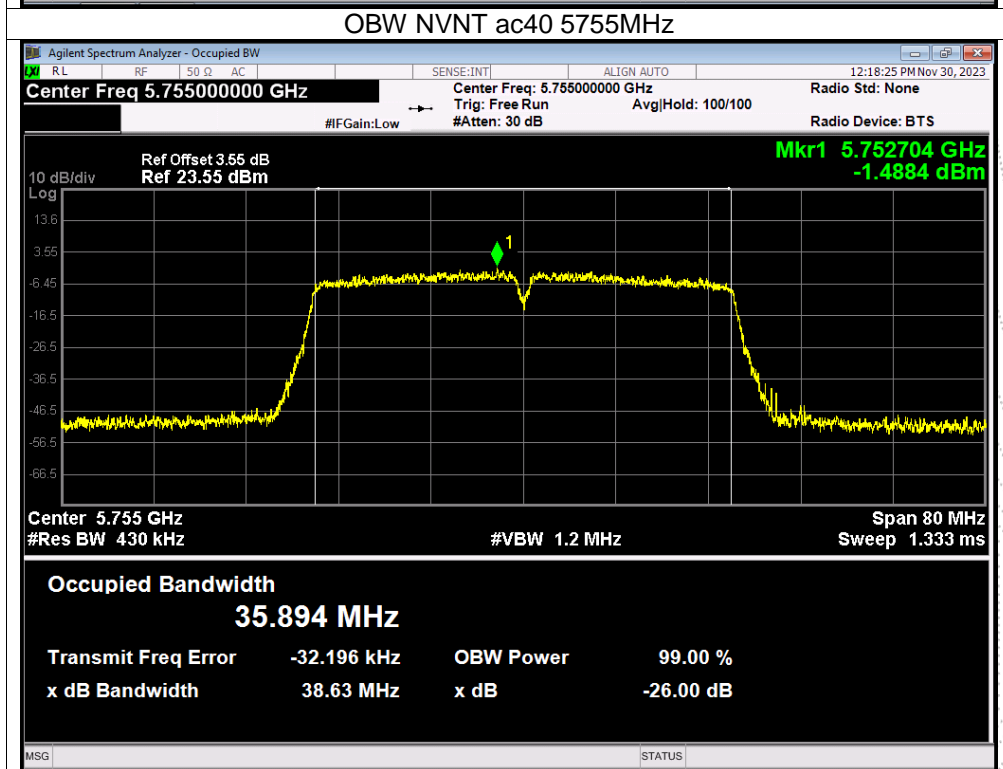 OBW NVNT ac40 5755MHz
Agilent Spectrum Analyzer - Occupied BW
LXI RL RF 50 Ω AC SENSE:INT ALIGN AUTO 12:18:25 PM Nov 30, 2023
Center Freq 5.755000000 GHz Center Freq: 5.755000000 GHz Radio Std: None
Trig: Free Run Avg|Hold: 100/100
#IFGain:Low #Atten: 30 dB Radio Device: BTS
Mkr1 5.752704 GHz
-1.4884 dBm
Ref Offset 3.55 dB
10 dB/div Ref 23.55 dBm
Log
13.6
3.55
1
-6.45
-16.5
-26.5
-36.5
-46.5
-56.5
-66.5
Center 5.755 GHz Span 80 MHz
#Res BW 430 kHz #VBW 1.2 MHz Sweep 1.333 ms
Occupied Bandwidth
35.894 MHz
Transmit Freq Error -32.196 kHz OBW Power 99.00 %
x dB Bandwidth 38.63 MHz x dB -26.00 dB
MSG STATUS